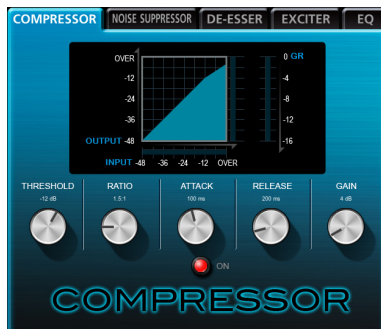 COMPRESSOR NOISE SUPPRESSOR DE-ESSER EXCITER EQ
OVER 0 GR
-12 -4
-24 -8
-36 -12
OUTPUT -48 -16
INPUT -48 -36 -24 -12 OVER
THRESHOLD RATIO ATTACK RELEASE GAIN
-12 dB 1.5:1 100 ms 200 ms 4 dB
ON
COMPRESSOR